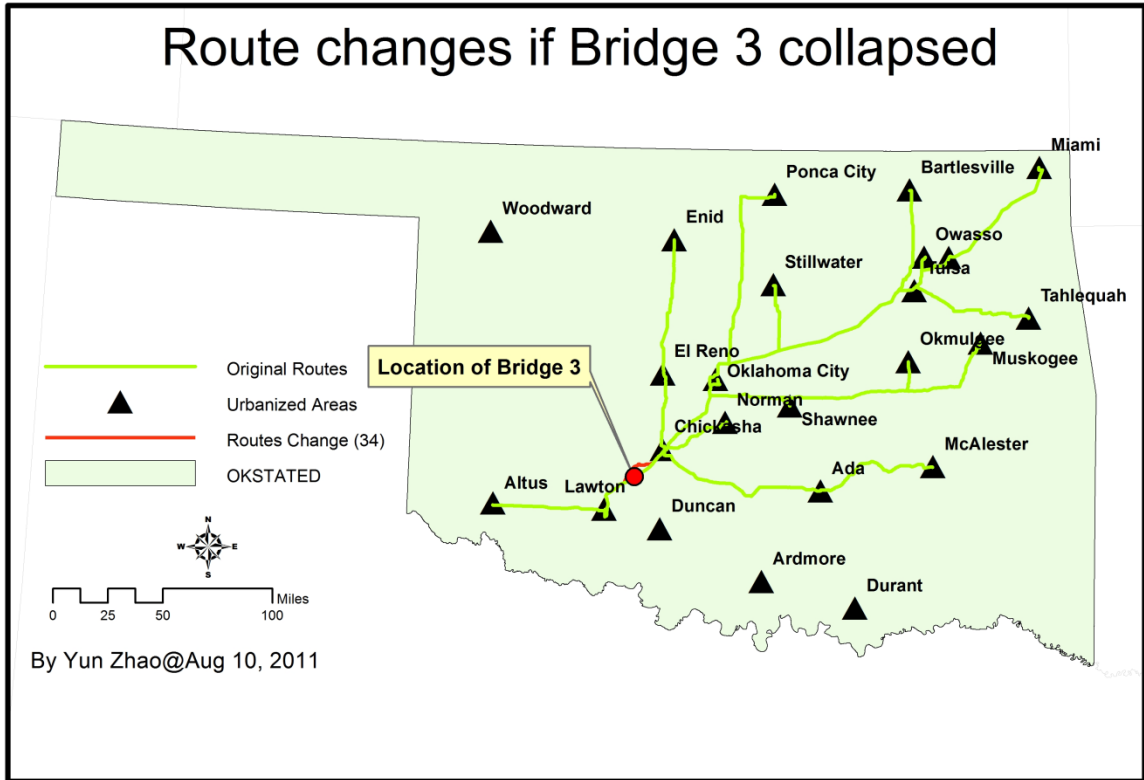 Route changes if Bridge 3 collapsed
Miami
Ponca City
Bartlesville
Woodward
Enid
Owasso
Stillwater
Tulsa
Tahlequah
Okmulgee
El Reno
Muskogee
Original Routes
Location of Bridge 3
Oklahoma City
Urbanized Areas
Norman
Shawnee
Chickasha
Routes Change (34)
McAlester
OKSTATED
Ada
Altus
Lawton
Duncan
N
W E
S
Ardmore
Durant
Miles
0 25 50 100
By Yun Zhao@Aug 10, 2011